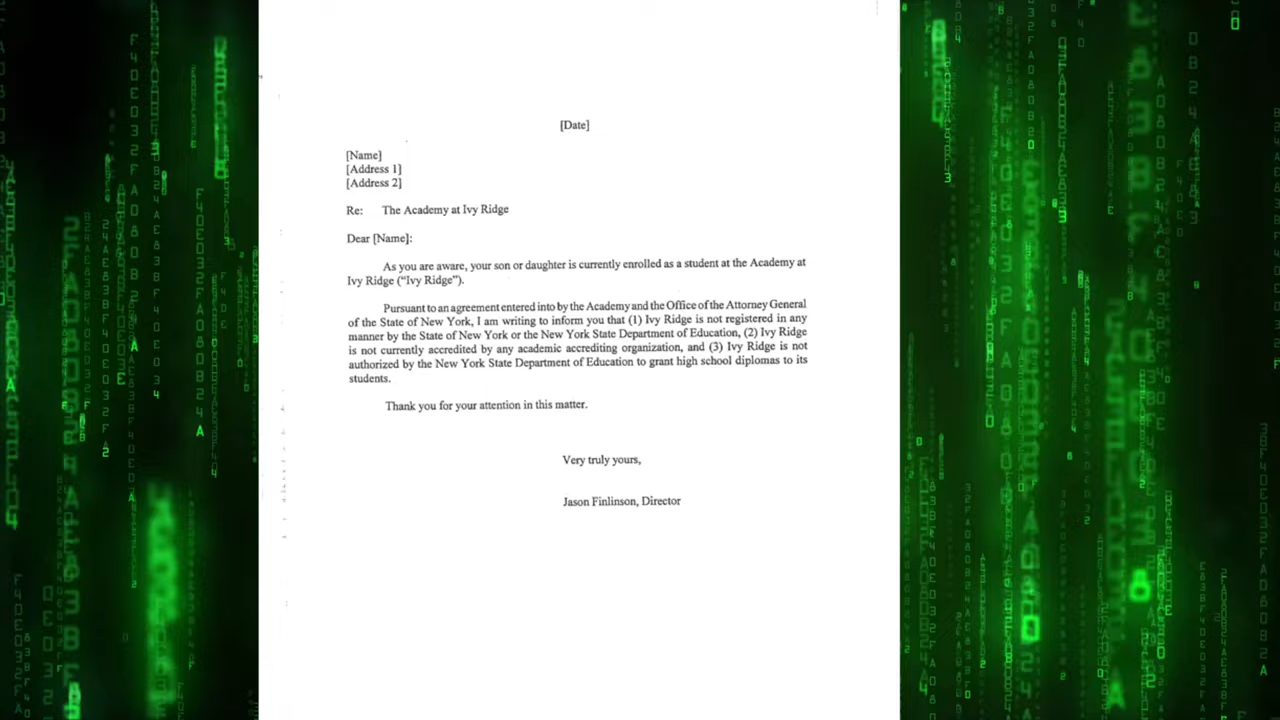 [Date]
[Name]
[Address 1]
[Address 2]
Re: The Academy at Ivy Ridge
Dear [Name]:
As you are aware, your son or daughter is currently enrolled as a student at the Academy at
Ivy Ridge (“Ivy Ridge”).
Pursuant to an agreement entered into by the Academy and the Office of the Attorney General
of the State of New York, I am writing to inform you that (1) Ivy Ridge is not registered in any
manner by the State of New York or the New York State Department of Education, (2) Ivy Ridge
is not currently accredited by any academic accrediting organization, and (3) Ivy Ridge is not
authorized by the New York State Department of Education to grant high school diplomas to its
students.
Thank you for your attention in this matter.
Very truly yours,
Jason Finlinson, Director